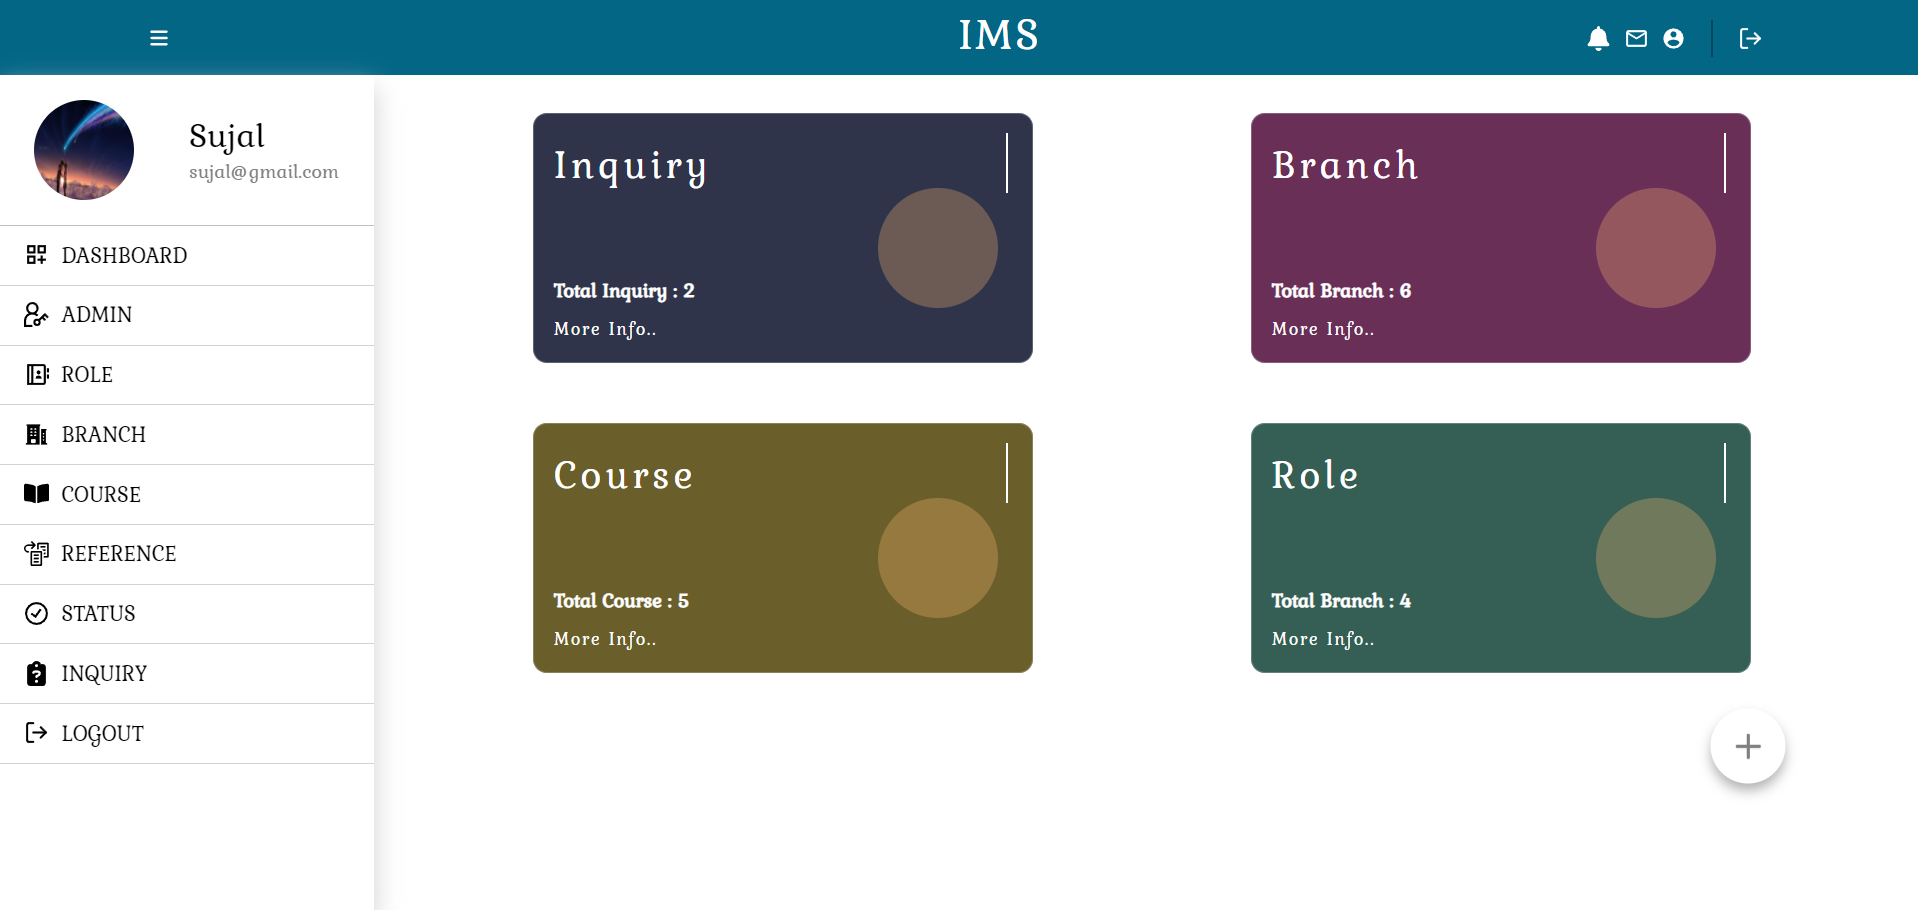 IMS
Sujal
sujal@gmail.com
DASHBOARD
ADMIN
ROLE
BRANCH
COURSE
REFERENCE
STATUS
INQUIRY
LOGOUT
Inquiry
Total Inquiry : 2
More Info..
Branch
Total Branch : 6
More Info..
Course
Total Course : 5
More Info..
Role
Total Branch : 4
More Info..